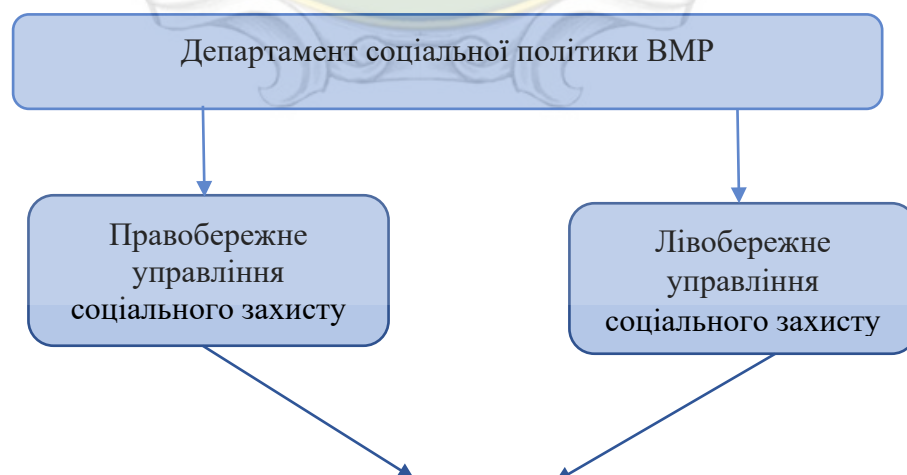 Департамент соціальної політики ВМР
Правобережне
управління
соціального захисту
Лівобережне
управління
соціального захисту